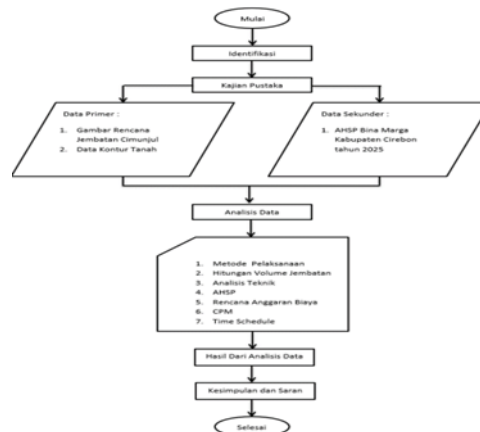 Mulai
Identifikasi
Kajian Pustaka
Data Primer :
1. Gambar Rencana
Jembatan Cimunjul
2. Data Kontur Tanah
Data Sekunder :
1. AHSP Bina Marga
Kabupaten Cirebon
tahun 2025
Analisis Data
1. Metode Pelaksanaan
2. Hitungan Volume Jembatan
3. Analisis Teknik
4. AHSP
5. Rencana Anggaran Biaya
6. CPM
7. Time Schedule
Hasil Dari Analisis Data
Kesimpulan dan Saran
Selesai